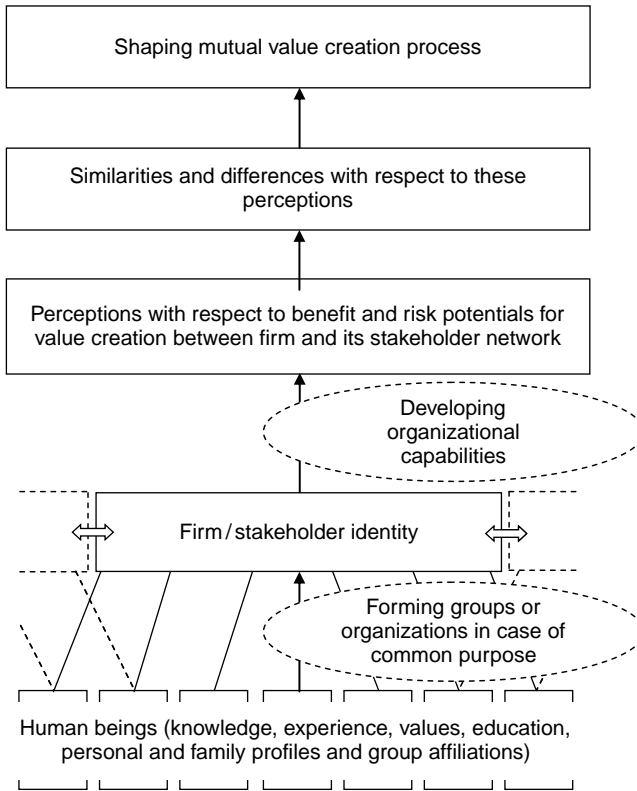 Shaping mutual value creation process
Similarities and differences with respect to these
perceptions
Perceptions with respect to benefit and risk potentials for
value creation between firm and its stakeholder network
Developing
organizational
capabilities
Firm/stakeholder identity
Forming groups or
organizations in case of
common purpose
Human beings (knowledge, experience, values, education,
personal and family profiles and group affiliations)